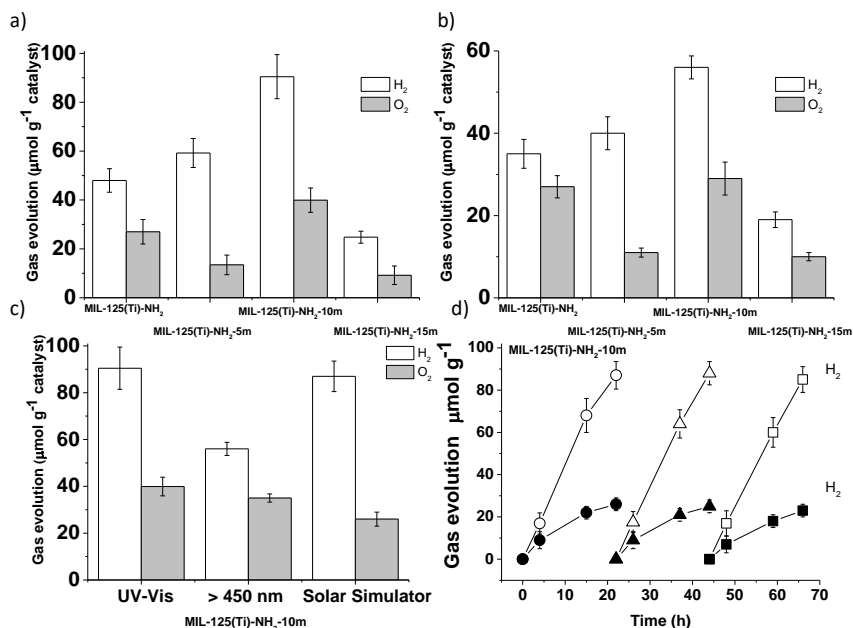 a)
100
80
60
40
20
0
Gas evolution (μmol g⁻¹ catalyst)
H₂
O₂
MIL-125(Ti)-NH₂
MIL-125(Ti)-NH₂-5m
MIL-125(Ti)-NH₂-10m
MIL-125(Ti)-NH₂-15m
b)
60
40
20
0
Gas evolution (μmol g⁻¹ catalyst)
H₂
O₂
MIL-125(Ti)-NH₂
MIL-125(Ti)-NH₂-5m
MIL-125(Ti)-NH₂-10m
MIL-125(Ti)-NH₂-15m
c)
100
80
60
40
20
0
Gas evolution (μmol g⁻¹ catalyst)
H₂
O₂
UV-Vis > 450 nm Solar Simulator
MIL-125(Ti)-NH₂-10m
d)
MIL-125(Ti)-NH₂-10m
80
60
40
20
0
Gas evolution μmol g⁻¹
H₂
H₂
0 10 20 30 40 50 60 70
Time (h)